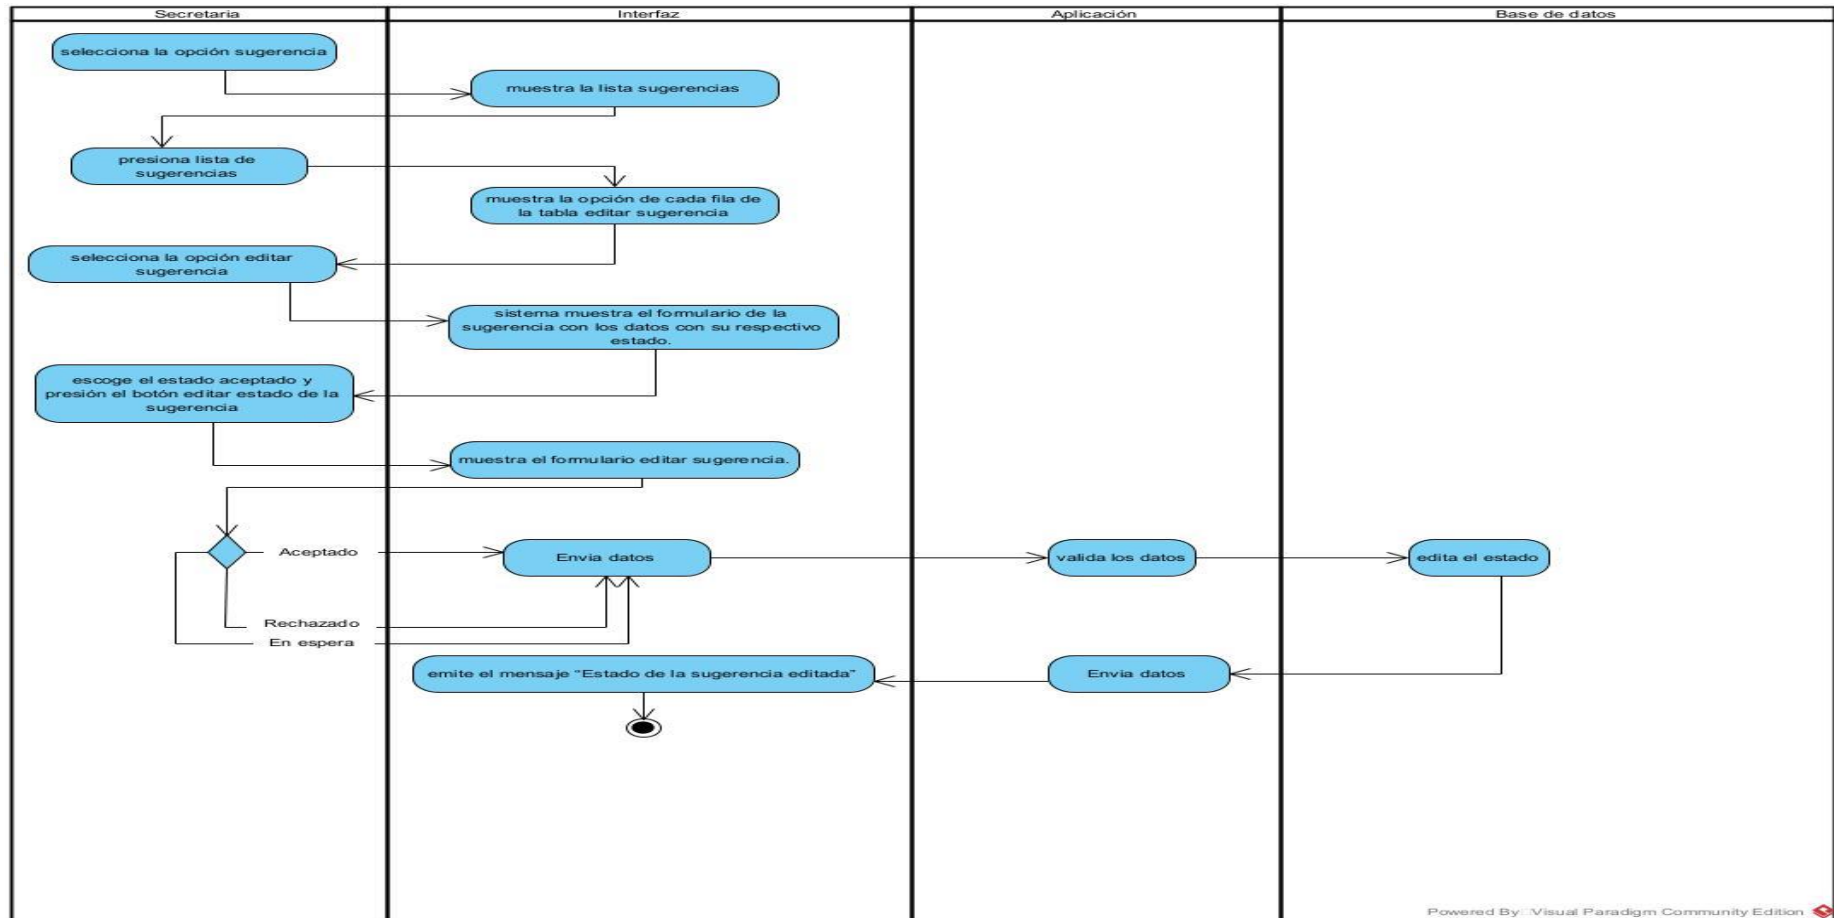 Secretaria
Interfaz
Aplicación
Base de datos
selecciona la opción sugerencia
muestra la lista sugerencias
presiona lista de
sugerencias
muestra la opción de cada fila de
la tabla editar sugerencia
selecciona la opción editar
sugerencia
sistema muestra el formulario de la
sugerencia con los datos con su respectivo
estado.
escoge el estado aceptado y
presión el botón editar estado de la
sugerencia
muestra el formulario editar sugerencia.
Aceptado
Envia datos
valida los datos
edita el estado
Rechazado
En espera
emite el mensaje "Estado de la sugerencia editada"
Envia datos
Powered By Visual Paradigm Community Edition